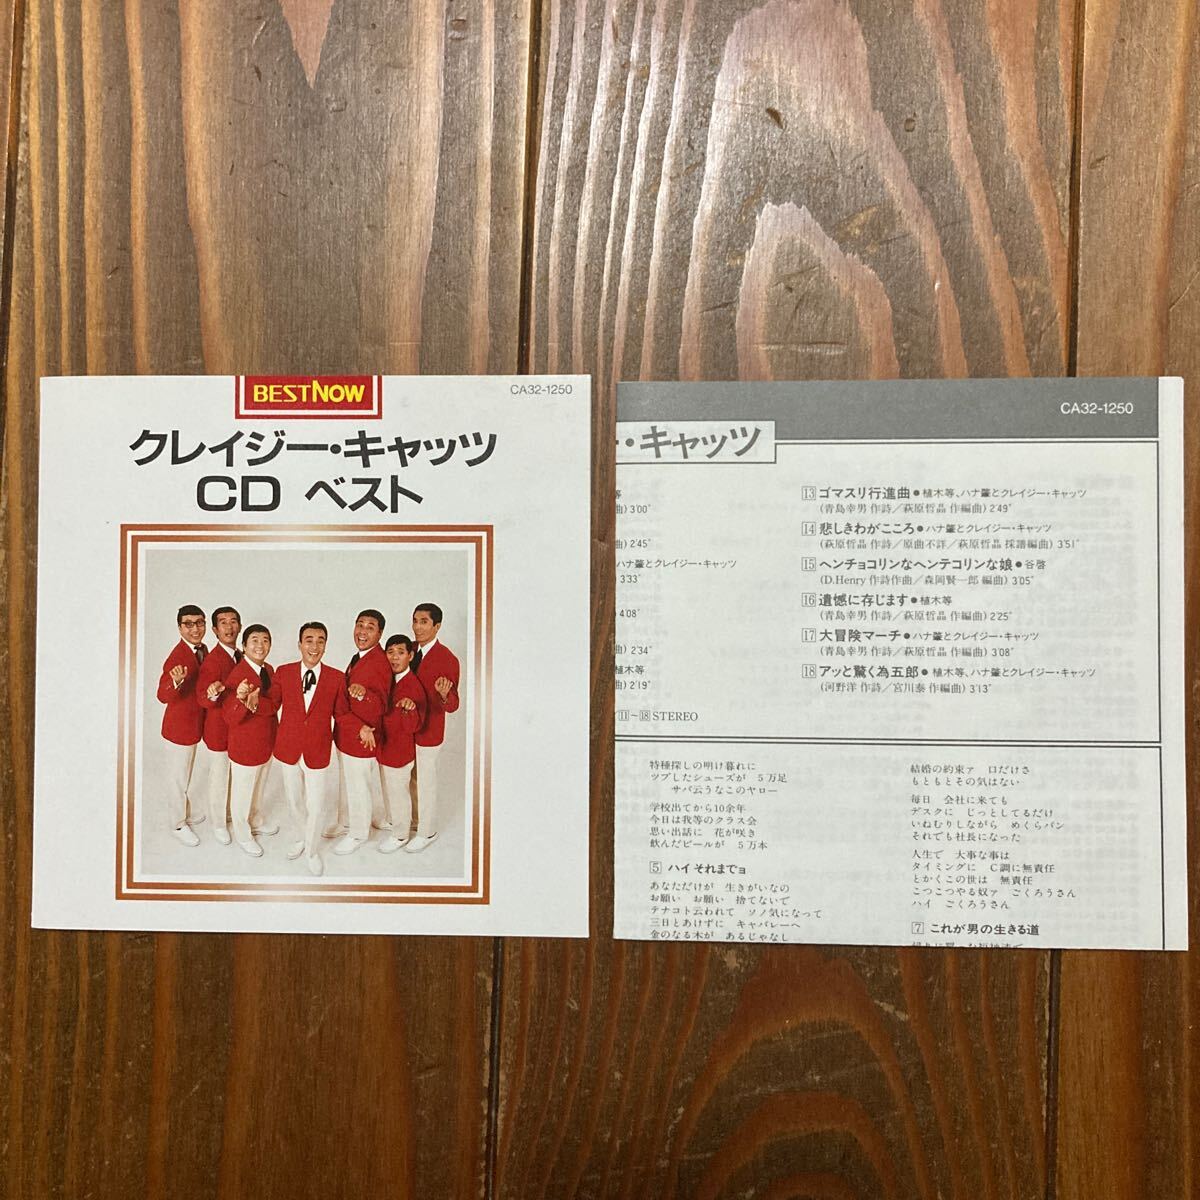 BESTNOW
CA32-1250
クレイジー・キャッツ
CD ベスト
CA32-1250
・キャッツ
等
曲) 3'00"
曲) 2'45"
ハナ肇とクレイジー・キャッツ
3'33"
4'08"
曲) 2'34"
植木等
曲) 2'19"
⑪〜⑱ STEREO
13 ゴマスリ行進曲●植木等、ハナ肇とクレイジー・キャッツ
(青島幸男 作詩/萩原哲晶 作編曲) 2'49"
14 悲しきわがこころ●ハナ肇とクレイジー・キャッツ
(萩原哲晶 作詩/原曲不詳/萩原哲晶 採譜編曲) 3'51"
15 ヘンチョコリンなヘンテコリンな娘●谷啓
(D.Henry 作詩作曲/森岡賢一郎 編曲) 3'05"
16 遺憾に存じます●植木等
(青島幸男 作詩/萩原哲晶 作編曲) 2'25"
17 大冒険マーチ●ハナ肇とクレイジー・キャッツ
(青島幸男 作詩/萩原哲晶 作編曲) 3'08"
18 アッと驚く為五郎●植木等、ハナ肇とクレイジー・キャッツ
(河野洋 作詩/宮川泰 作編曲) 3'13"
特種探しの明け暮れに
ツブしたシューズが 5万足
サバ云うなこのヤロー
学校出てから10余年
今日は我等のクラス会
思い出話に 花が咲き
飲んだビールが 5万本
5 ハイ それまでョ
あなただけが 生きがいなの
お願い お願い 捨てないで
テナコト云われて ソノ気になって
三日とあけずに キャバレーへ
金のなる木が あるじゃなし
結婚の約束ァ 口だけさ
もともとその気はない
毎日 会社に来ても
デスクに じっとしてるだけ
いねむりしながら めくらバン
それでも社長になった
人生で 大事な事は
タイミングに C調に無責任
とかくこの世は 無責任
こつこつやる奴ァ ごくろうさん
ハイ ごくろうさん
7 これが男の生きる道